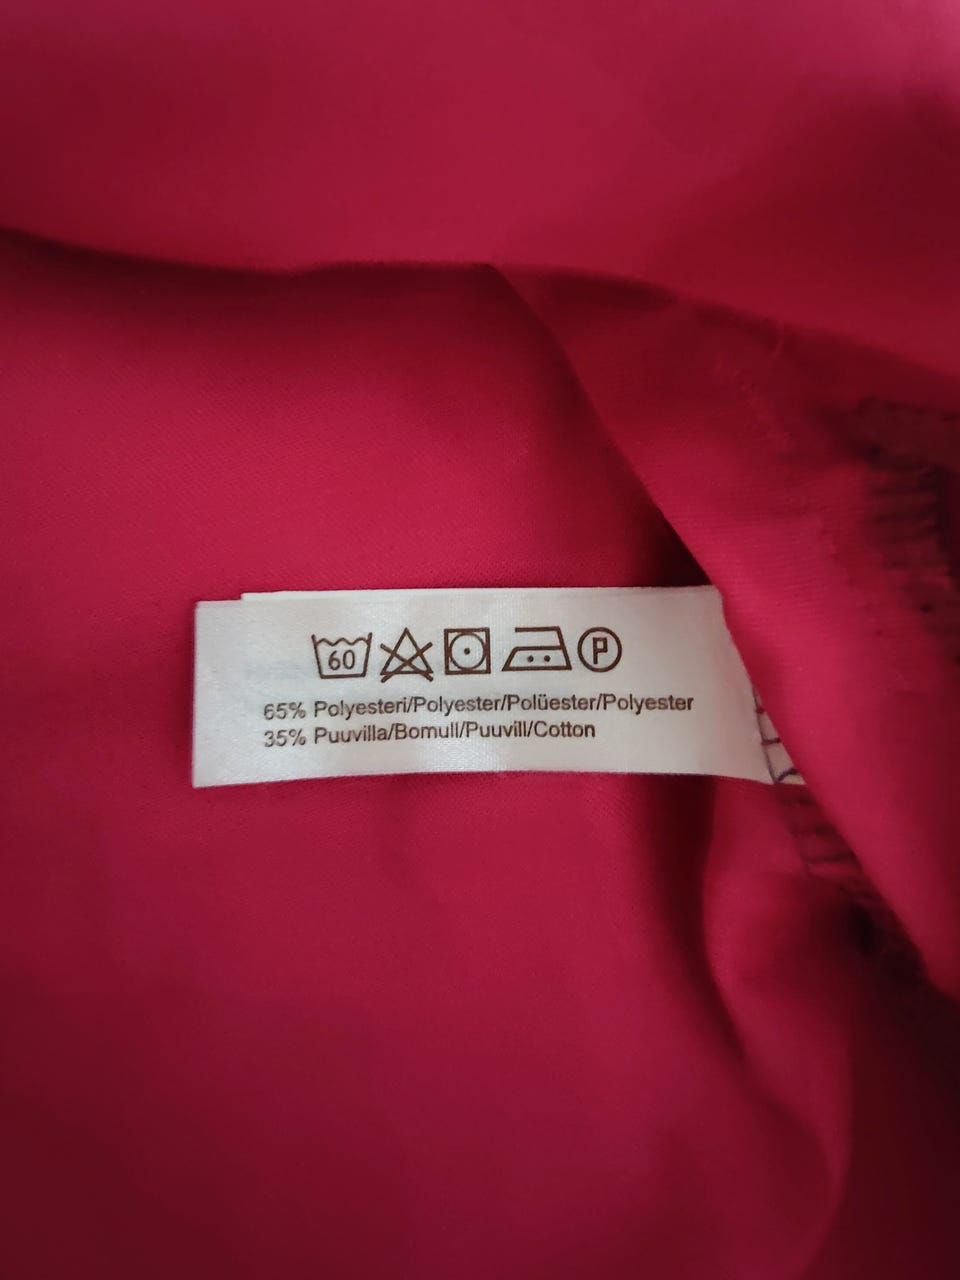 60 P
65% Polyesteri/Polyester/Polüester/Polyester
35% Puuvilla/Bomull/Puuvill/Cotton